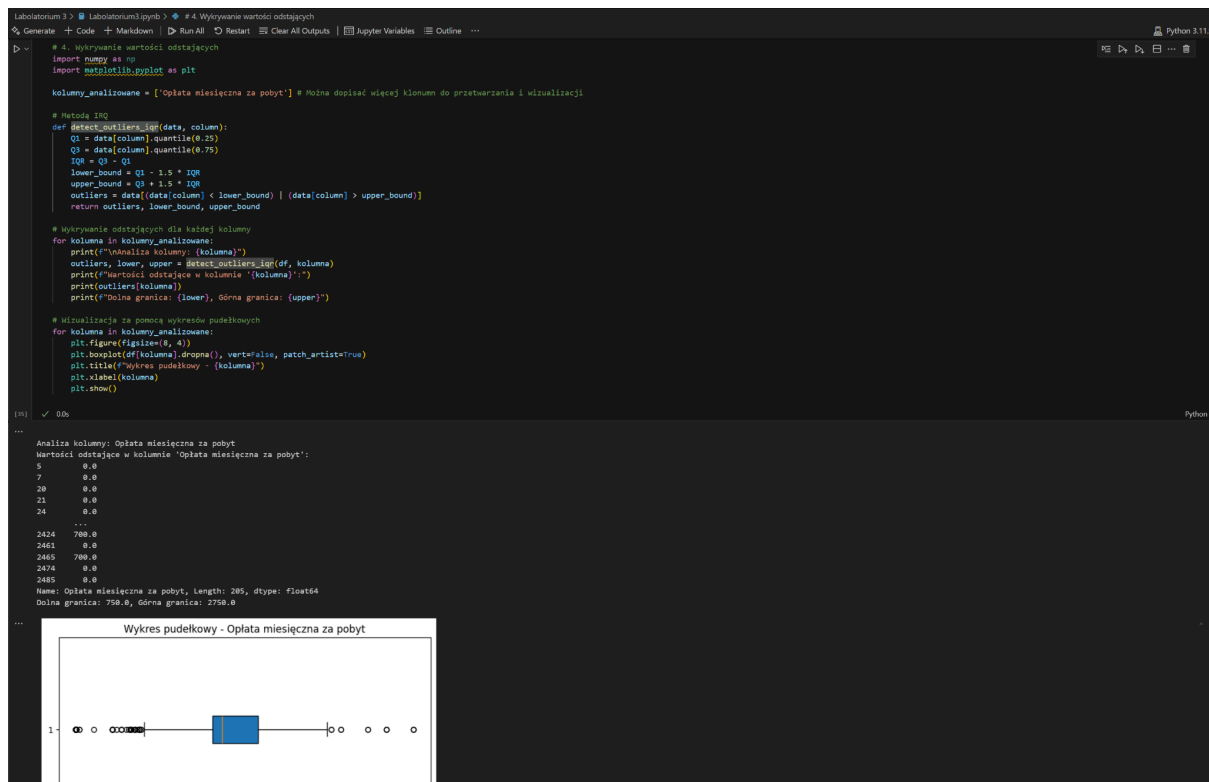 Labolatorium 3 > Labolatorium3.ipynb > # 4. Wykrywanie wartości odstających
Generate + Code + Markdown | Run All Restart Clear All Outputs | Jupyter Variables Outline ... Python 3.11.
# 4. Wykrywanie wartości odstających
import numpy as np
import matplotlib.pyplot as plt
kolumny_analizowane = ['Opłata miesięczna za pobyt'] # Można dopisać więcej klonumn do przetwarzania i wizualizacji
# Metodą IRQ
def detect_outliers_iqr(data, column):
Q1 = data[column].quantile(0.25)
Q3 = data[column].quantile(0.75)
IQR = Q3 - Q1
lower_bound = Q1 - 1.5 * IQR
upper_bound = Q3 + 1.5 * IQR
outliers = data[(data[column] < lower_bound) | (data[column] > upper_bound)]
return outliers, lower_bound, upper_bound
# Wykrywanie odstających dla każdej kolumny
for kolumna in kolumny_analizowane:
print(f"\nAnaliza kolumny: {kolumna}")
outliers, lower, upper = detect_outliers_iqr(df, kolumna)
print(f"Wartości odstające w kolumnie '{kolumna}':")
print(outliers[kolumna])
print(f"Dolna granica: {lower}, Górna granica: {upper}")
# Wizualizacja za pomocą wykresów pudełkowych
for kolumna in kolumny_analizowane:
plt.figure(figsize=(8, 4))
plt.boxplot(df[kolumna].dropna(), vert=False, patch_artist=True)
plt.title(f"Wykres pudełkowy - {kolumna}")
plt.xlabel(kolumna)
plt.show()
✓ 0.0s Python
...
Analiza kolumny: Opłata miesięczna za pobyt
Wartości odstające w kolumnie 'Opłata miesięczna za pobyt':
5 0.0
7 0.0
20 0.0
21 0.0
24 0.0
...
2424 700.0
2461 0.0
2465 700.0
2474 0.0
2485 0.0
Name: Opłata miesięczna za pobyt, Length: 205, dtype: float64
Dolna granica: 750.0, Górna granica: 2750.0
...
Wykres pudełkowy - Opłata miesięczna za pobyt
1